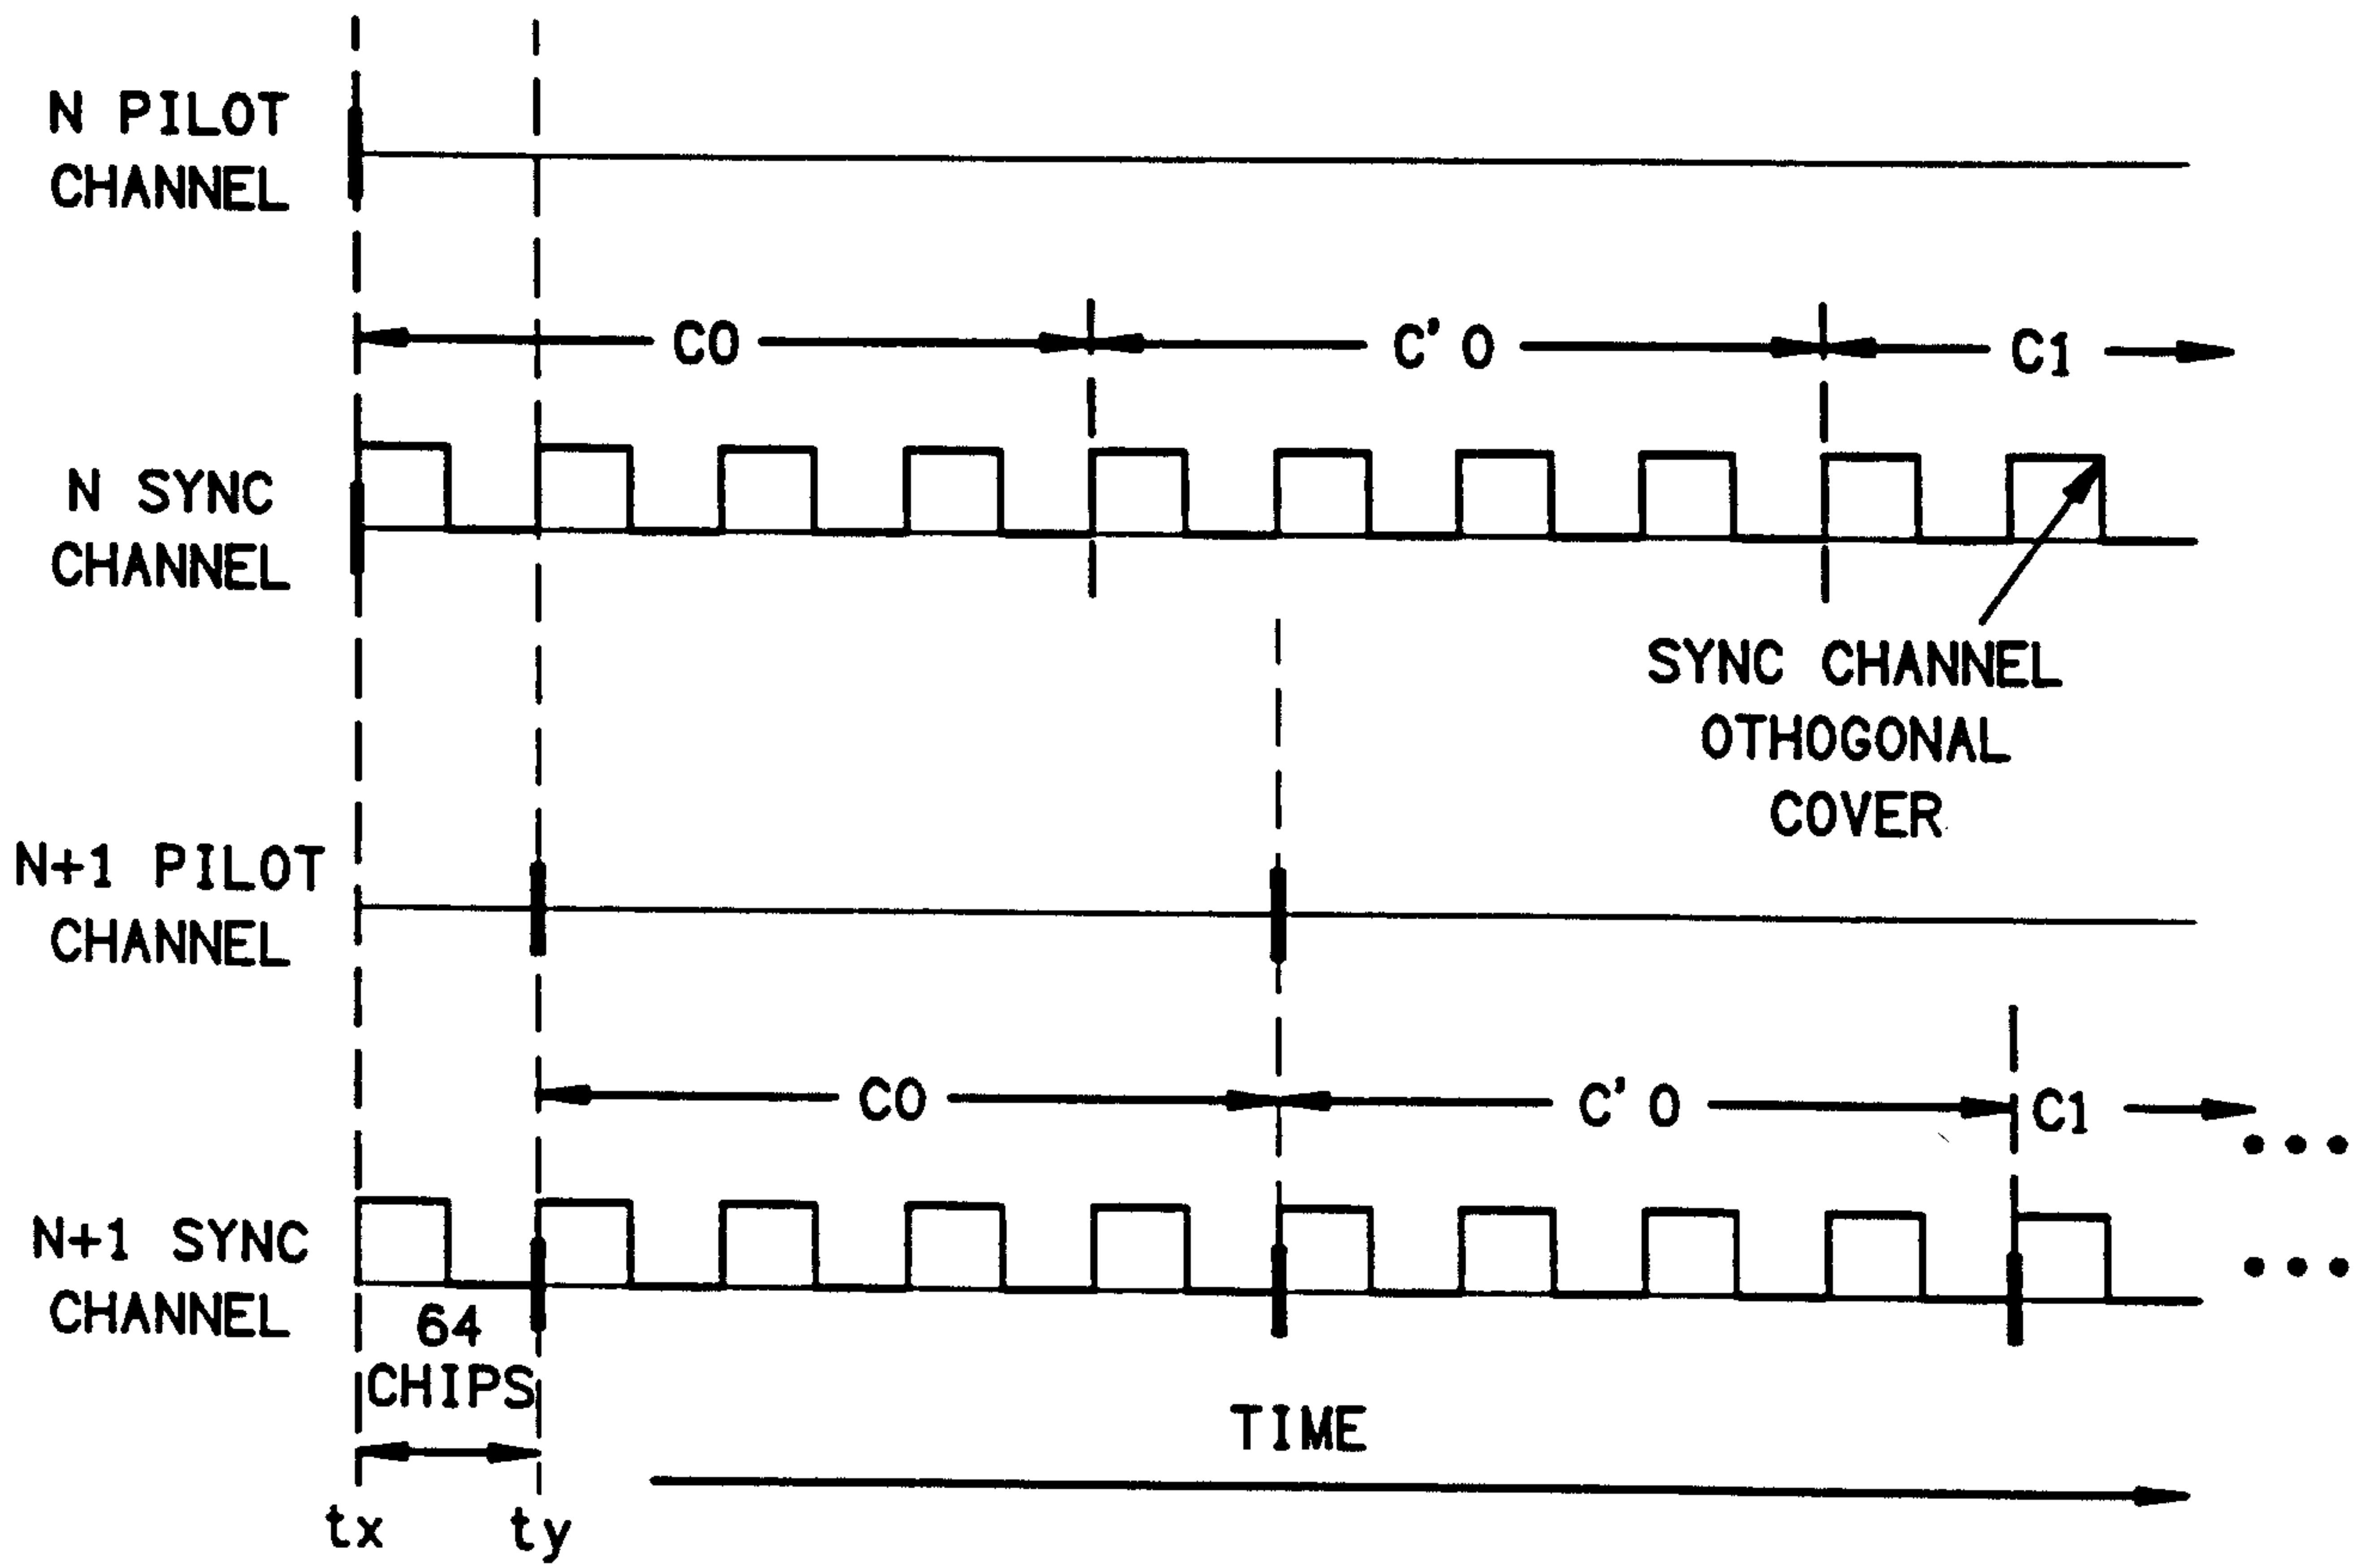 N PILOT
CHANNEL
C0 C'0 C1
N SYNC
CHANNEL
SYNC CHANNEL
OTHOGONAL
COVER
N+1 PILOT
CHANNEL
C0 C'0 C1
N+1 SYNC
CHANNEL
64
CHIPS
TIME
tx ty